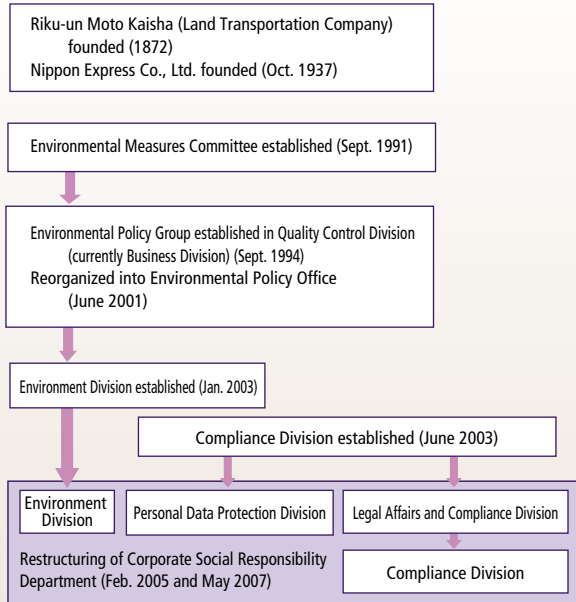 Riku-un Moto Kaisha (Land Transportation Company)
founded (1872)
Nippon Express Co., Ltd. founded (Oct. 1937)
Environmental Measures Committee established (Sept. 1991)
Environmental Policy Group established in Quality Control Division
(currently Business Division) (Sept. 1994)
Reorganized into Environmental Policy Office
(June 2001)
Environment Division established (Jan. 2003)
Compliance Division established (June 2003)
Environment
Division
Personal Data Protection Division
Legal Affairs and Compliance Division
Restructuring of Corporate Social Responsibility
Department (Feb. 2005 and May 2007)
Compliance Division